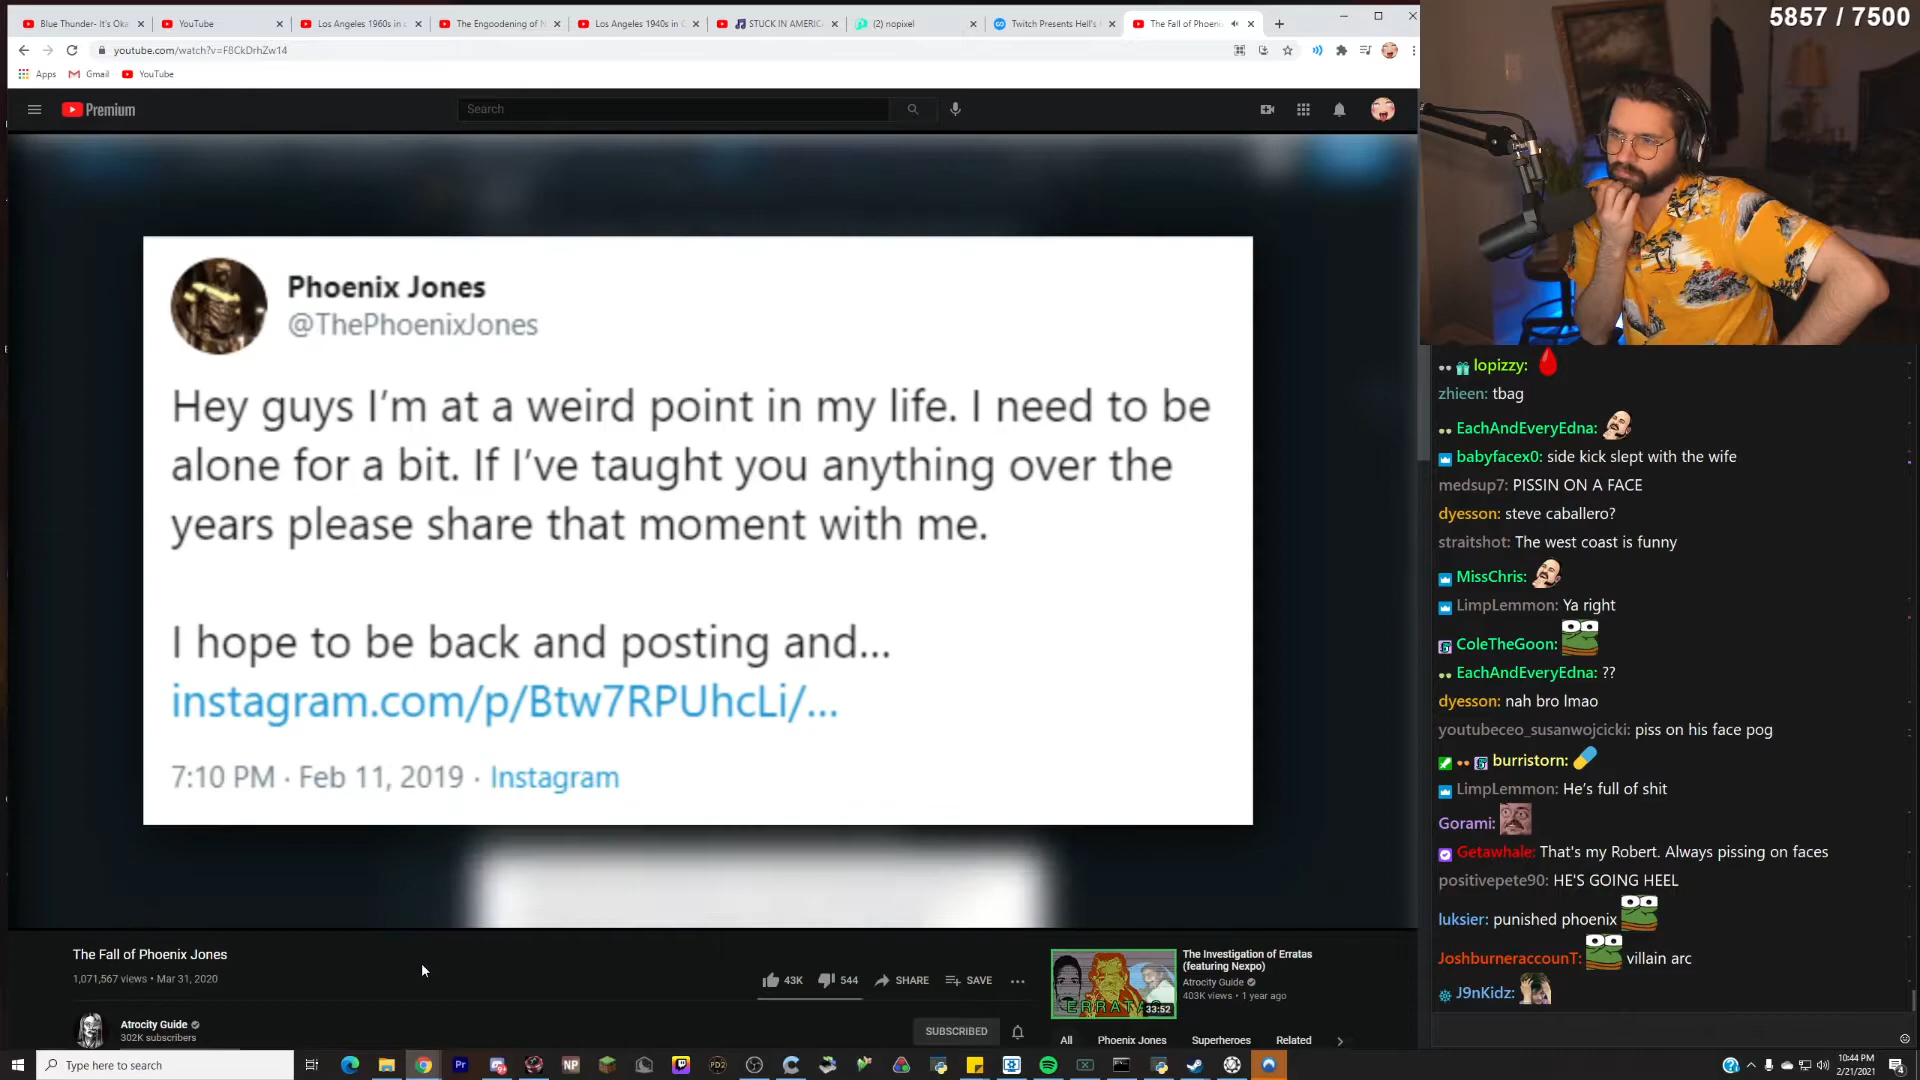 Blue Thunder- It's Oka
YouTube
Los Angeles 1960s in c
The Engoodening of N
Los Angeles 1940s in C
STUCK IN AMERIC
(2) nopixel
Twitch Presents Hell's
The Fall of Phoeni
5857 / 7500
youtube.com/watch?v=F8CkDrhZw14
Apps
Gmail
YouTube
Premium
Search
Phoenix Jones
@ThePhoenixJones
Hey guys I'm at a weird point in my life. I need to be
alone for a bit. If I've taught you anything over the
years please share that moment with me.
I hope to be back and posting and...
instagram.com/p/Btw7RPUhcLi/...
7:10 PM · Feb 11, 2019 · Instagram
lopizzy:
zhieen: tbag
EachAndEveryEdna:
babyfacex0: side kick slept with the wife
medsup7: PISSIN ON A FACE
dyesson: steve caballero?
straitshot: The west coast is funny
MissChris:
LimpLemmon: Ya right
ColeTheGoon:
EachAndEveryEdna: ??
dyesson: nah bro lmao
youtubeceo_susanwojcicki: piss on his face pog
burristorn:
LimpLemmon: He's full of shit
Gorami:
Getawhale: That's my Robert. Always pissing on faces
positivepete90: HE'S GOING HEEL
luksier: punished phoenix
JoshburneraccounT: villain arc
J9nKidz:
The Fall of Phoenix Jones
1,071,567 views • Mar 31, 2020
43K
544
SHARE
SAVE
Atrocity Guide
302K subscribers
SUBSCRIBED
ERRATAS
33:52
The Investigation of Erratas
(featuring Nexpo)
Atrocity Guide
403K views • 1 year ago
All
Phoenix Jones
Superheroes
Related
Type here to search
Pr
NP
PD2
10:44 PM
2/21/2021
4